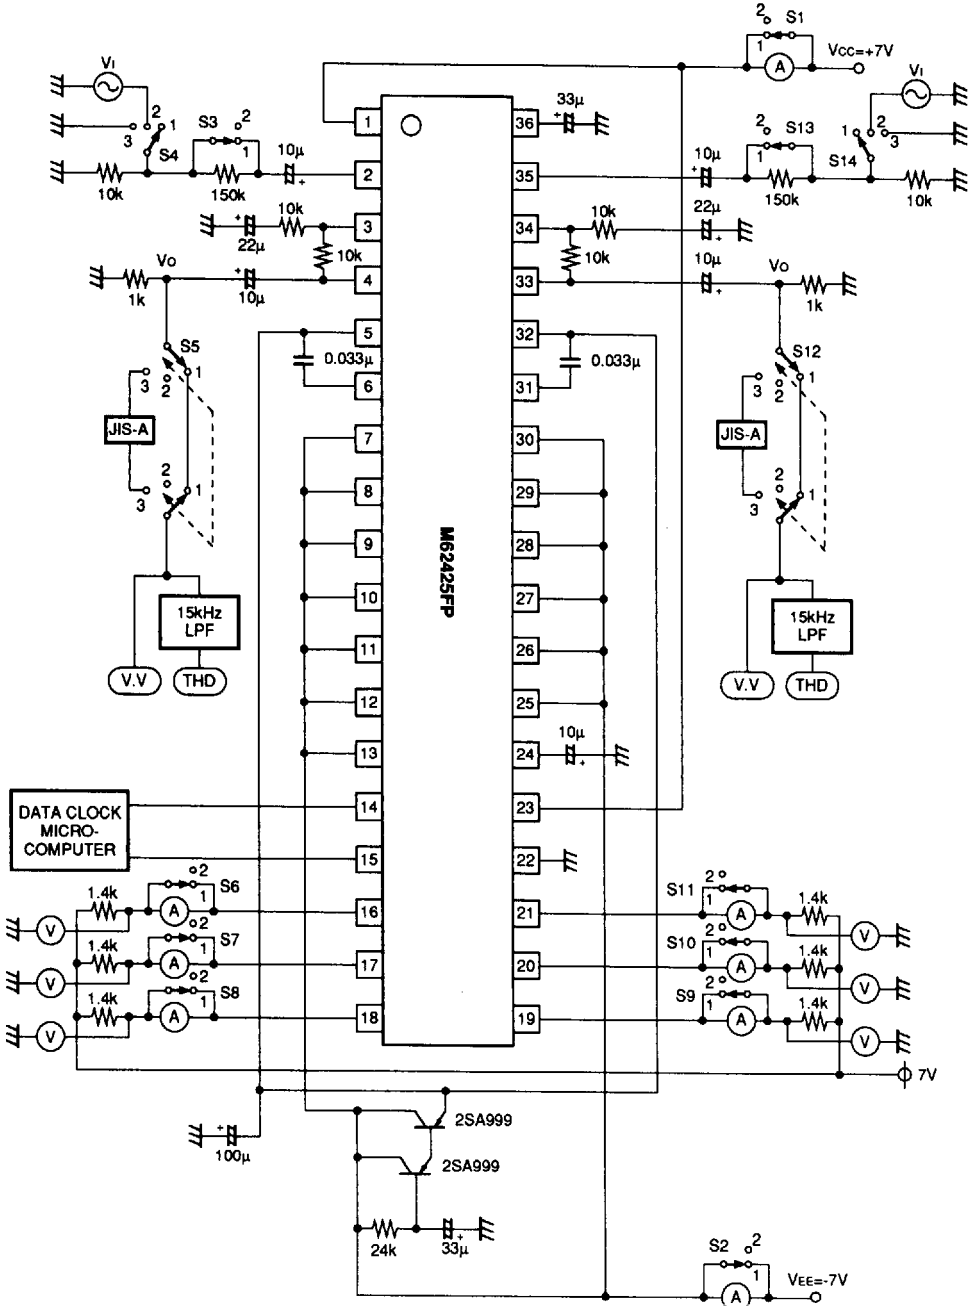 2 S1
1 A
VCC=+7V
VI
2
3 1
S4
S3 2
1
10k
150k
10μ
+
1
2
3
4
5
6
7
8
9
10
11
12
13
14
15
16
17
18
M62425FP
36
35
34
33
32
31
30
29
28
27
26
25
24
23
22
21
20
19
33μ
+
10μ
+
2 S13
1
150k
VI
1 2 3
S14
10k
+ 10k
22μ
10k
VO
1k
+
10μ
10k
22μ
+
10k
10μ
+
VO
1k
0.033μ
0.033μ
S5
1
2
3
JIS-A
2
1
3
15kHz
LPF
V.V
THD
S12
1
2
3
JIS-A
2
1
3
15kHz
LPF
V.V
THD
10μ
+
DATA CLOCK
MICRO-
COMPUTER
1.4k
2 S6
1
A
V
1.4k
2 S7
1
A
V
1.4k
2 S8
1
A
V
S11 2
1
A
1.4k
V
S10 2
1
A
1.4k
V
S9 2
1
A
1.4k
V
7V
+
100μ
2SA999
2SA999
24k
33μ
+
S2 2
1
A
VEE=-7V